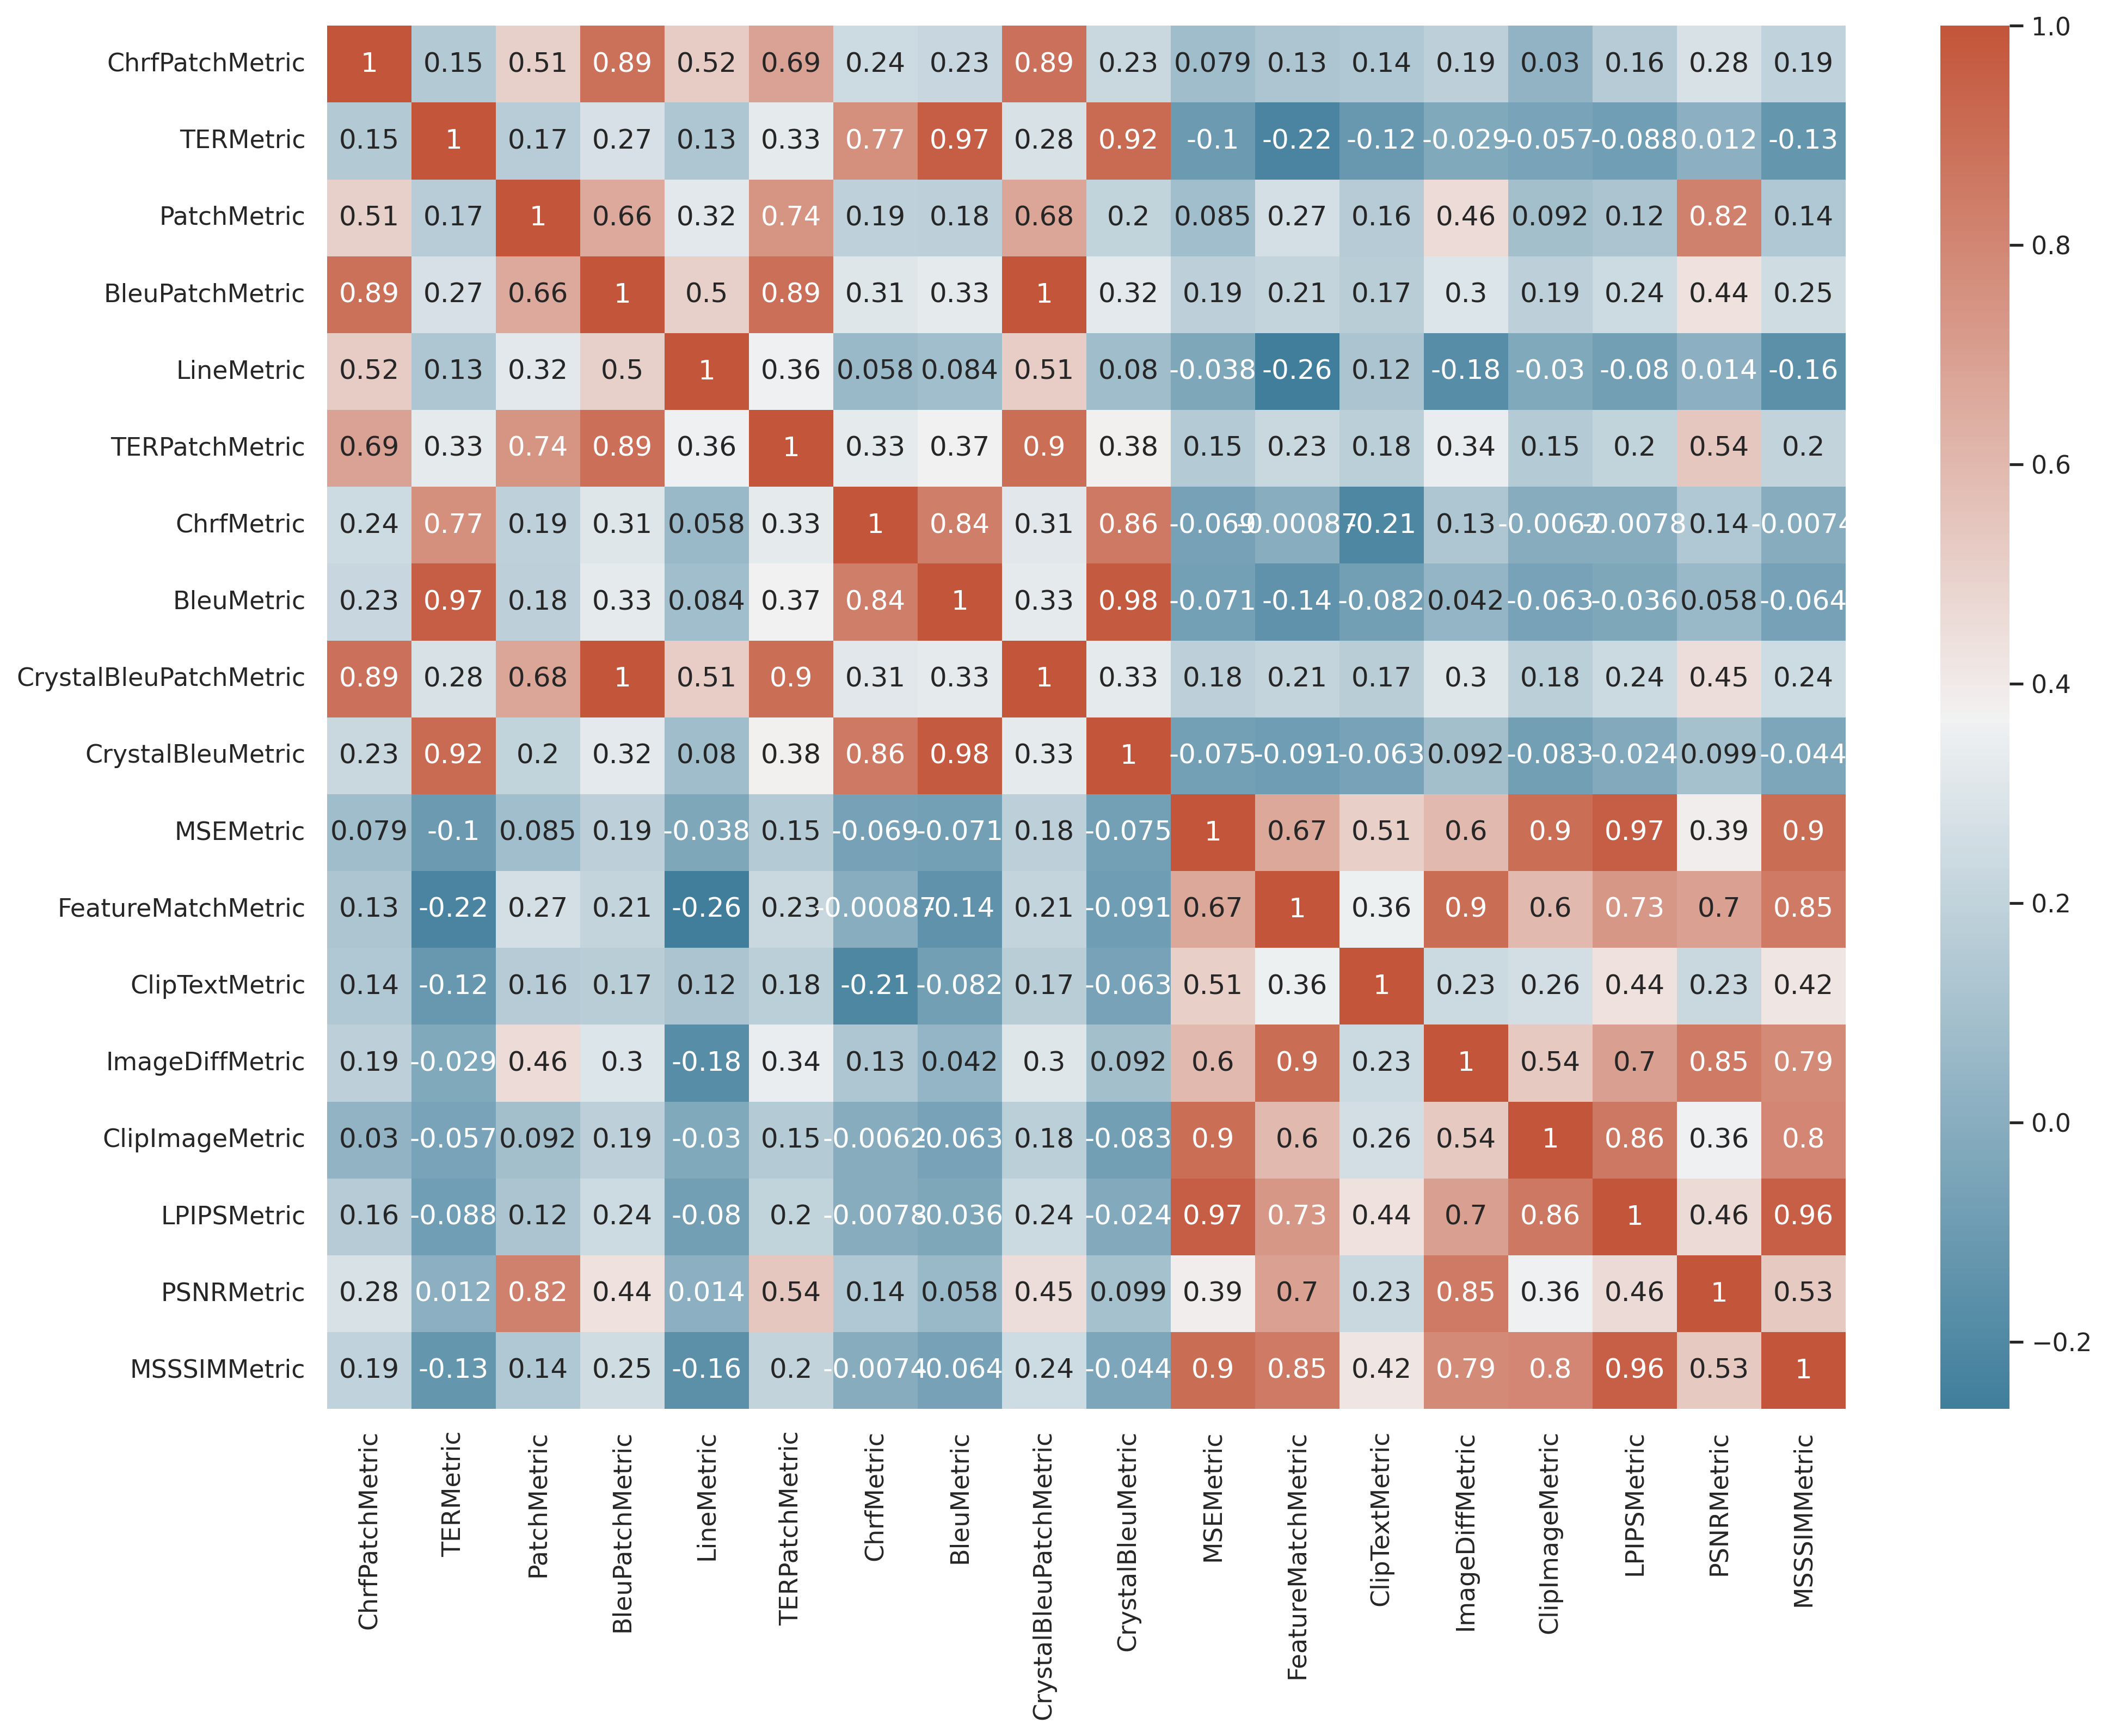 ChrfPatchMetric 1 0.15 0.51 0.89 0.52 0.69 0.24 0.23 0.89 0.23 0.079 0.13 0.14 0.19 0.03 0.16 0.28 0.19
TERMetric 0.15 1 0.17 0.27 0.13 0.33 0.77 0.97 0.28 0.92 -0.1 -0.22 -0.12 -0.029 -0.057 -0.088 0.012 -0.13
PatchMetric 0.51 0.17 1 0.66 0.32 0.74 0.19 0.18 0.68 0.2 0.085 0.27 0.16 0.46 0.092 0.12 0.82 0.14
BleuPatchMetric 0.89 0.27 0.66 1 0.5 0.89 0.31 0.33 1 0.32 0.19 0.21 0.17 0.3 0.19 0.24 0.44 0.25
LineMetric 0.52 0.13 0.32 0.5 1 0.36 0.058 0.084 0.51 0.08 -0.038 -0.26 0.12 -0.18 -0.03 -0.08 0.014 -0.16
TERPatchMetric 0.69 0.33 0.74 0.89 0.36 1 0.33 0.37 0.9 0.38 0.15 0.23 0.18 0.34 0.15 0.2 0.54 0.2
ChrfMetric 0.24 0.77 0.19 0.31 0.058 0.33 1 0.84 0.31 0.86 -0.069 -0.00087 -0.21 0.13 -0.0062 -0.0078 0.14 -0.0074
BleuMetric 0.23 0.97 0.18 0.33 0.084 0.37 0.84 1 0.33 0.98 -0.071 -0.14 -0.082 0.042 -0.063 -0.036 0.058 -0.064
CrystalBleuPatchMetric 0.89 0.28 0.68 1 0.51 0.9 0.31 0.33 1 0.33 0.18 0.21 0.17 0.3 0.18 0.24 0.45 0.24
CrystalBleuMetric 0.23 0.92 0.2 0.32 0.08 0.38 0.86 0.98 0.33 1 -0.075 -0.091 -0.063 0.092 -0.083 -0.024 0.099 -0.044
MSEMetric 0.079 -0.1 0.085 0.19 -0.038 0.15 -0.069 -0.071 0.18 -0.075 1 0.67 0.51 0.6 0.9 0.97 0.39 0.9
FeatureMatchMetric 0.13 -0.22 0.27 0.21 -0.26 0.23 -0.00087 -0.14 0.21 -0.091 0.67 1 0.36 0.9 0.6 0.73 0.7 0.85
ClipTextMetric 0.14 -0.12 0.16 0.17 0.12 0.18 -0.21 -0.082 0.17 -0.063 0.51 0.36 1 0.23 0.26 0.44 0.23 0.42
ImageDiffMetric 0.19 -0.029 0.46 0.3 -0.18 0.34 0.13 0.042 0.3 0.092 0.6 0.9 0.23 1 0.54 0.7 0.85 0.79
ClipImageMetric 0.03 -0.057 0.092 0.19 -0.03 0.15 -0.0062 -0.063 0.18 -0.083 0.9 0.6 0.26 0.54 1 0.86 0.36 0.8
LPIPSMetric 0.16 -0.088 0.12 0.24 -0.08 0.2 -0.0078 -0.036 0.24 -0.024 0.97 0.73 0.44 0.7 0.86 1 0.46 0.96
PSNRMetric 0.28 0.012 0.82 0.44 0.014 0.54 0.14 0.058 0.45 0.099 0.39 0.7 0.23 0.85 0.36 0.46 1 0.53
MSSSIMMetric 0.19 -0.13 0.14 0.25 -0.16 0.2 -0.0074 -0.064 0.24 -0.044 0.9 0.85 0.42 0.79 0.8 0.96 0.53 1
ChrfPatchMetric
TERMetric
PatchMetric
BleuPatchMetric
LineMetric
TERPatchMetric
ChrfMetric
BleuMetric
CrystalBleuPatchMetric
CrystalBleuMetric
MSEMetric
FeatureMatchMetric
ClipTextMetric
ImageDiffMetric
ClipImageMetric
LPIPSMetric
PSNRMetric
MSSSIMMetric
1.0
0.8
0.6
0.4
0.2
0.0
−0.2